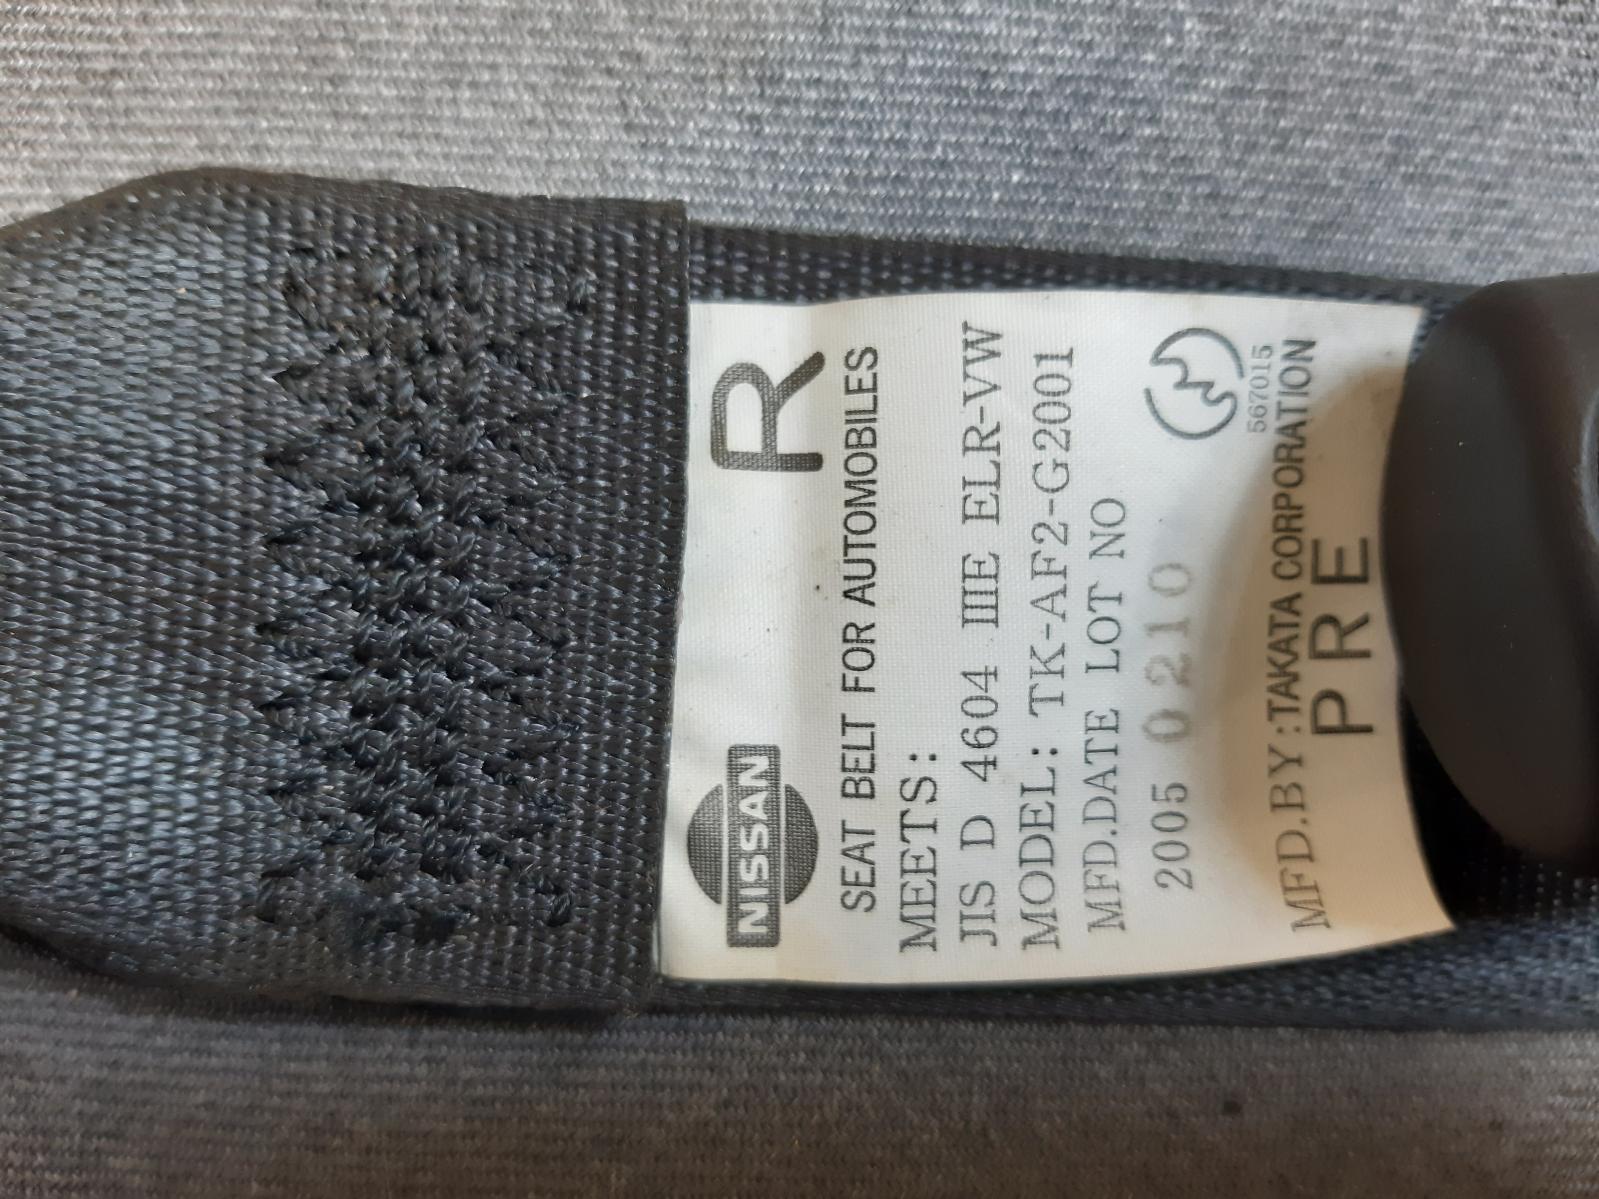 NISSAN R
SEAT BELT FOR AUTOMOBILES
MEETS:
JIS D 4604 IIIE ELR-VW
MODEL: TK-AF2-G2001
MFD.DATE LOT NO
2005 0210
567015
MFD.BY:TAKATA CORPORATION
PRE